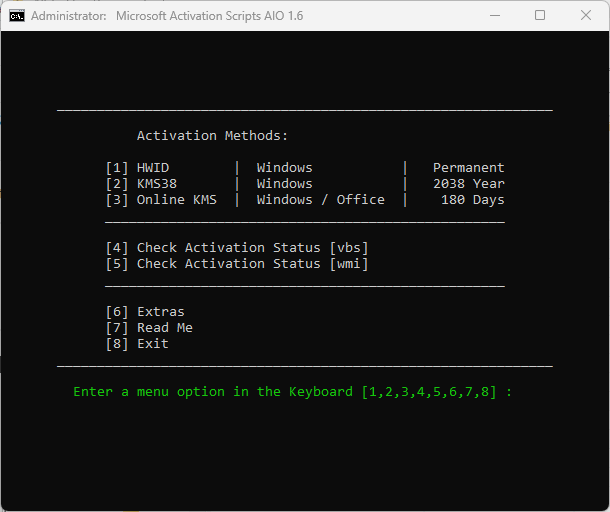 Administrator: Microsoft Activation Scripts AIO 1.6
Activation Methods:
[1] HWID | Windows | Permanent
[2] KMS38 | Windows | 2038 Year
[3] Online KMS | Windows / Office | 180 Days
[4] Check Activation Status [vbs]
[5] Check Activation Status [wmi]
[6] Extras
[7] Read Me
[8] Exit
Enter a menu option in the Keyboard [1,2,3,4,5,6,7,8] :